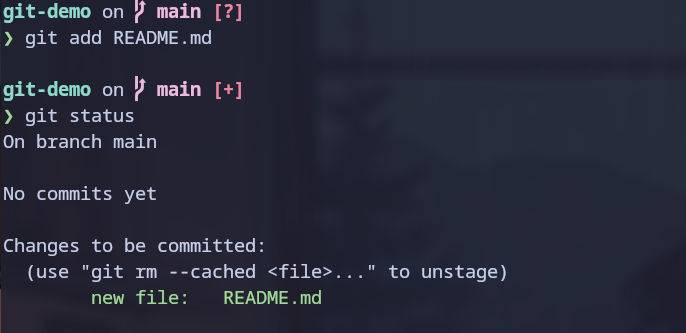 git-demo on main [?]
❯ git add README.md
git-demo on main [+]
❯ git status
On branch main
No commits yet
Changes to be committed:
(use "git rm --cached <file>..." to unstage)
new file: README.md